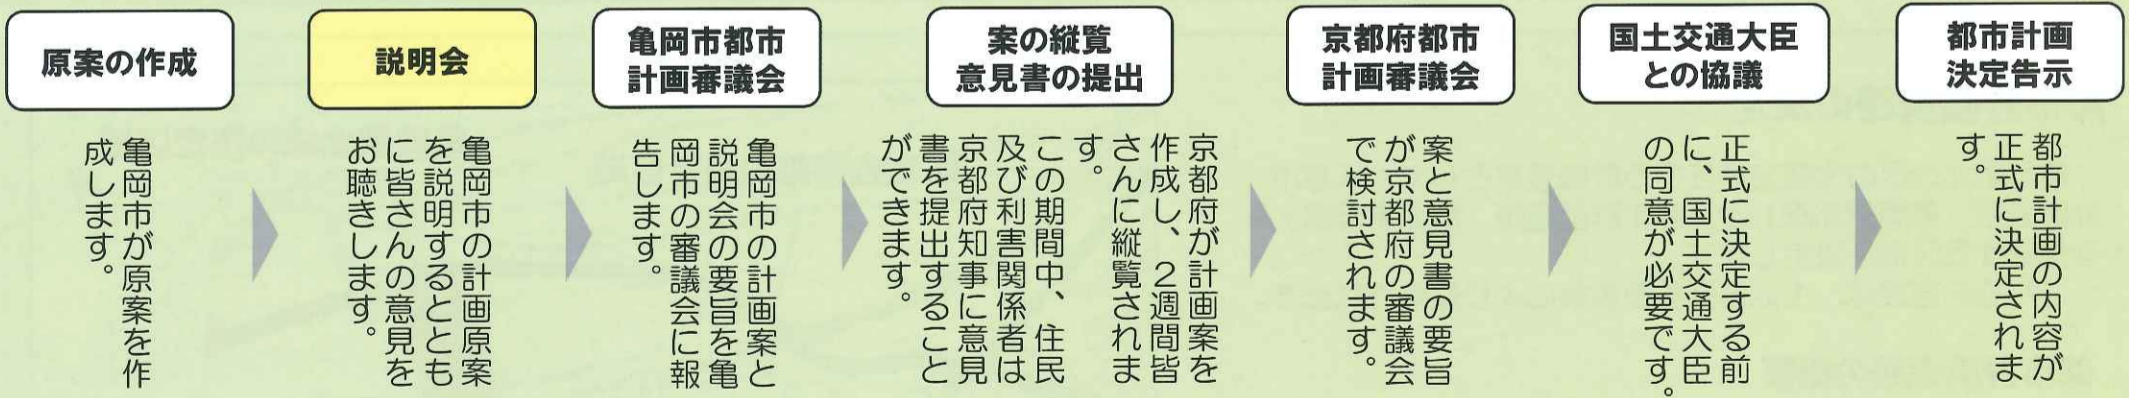 原案の作成
亀岡市が原案を作
成します。
説明会
亀岡市の計画原案
を説明するととも
に皆さんの意見を
お聴きします。
亀岡市都市
計画審議会
亀岡市の計画案と
説明会の要旨を亀
岡市の審議会に報
告します。
案の縦覧
意見書の提出
京都府が計画案を
作成し、2週間皆
さんに縦覧されま
す。
この期間中、住民
及び利害関係者は
京都府知事に意見
書を提出すること
ができます。
京都府都市
計画審議会
案と意見書の要旨
が京都府の審議会
で検討されます。
国土交通大臣
との協議
正式に決定する前
に、国土交通大臣
の同意が必要です。
都市計画
決定告示
都市計画の内容が
正式に決定されま
す。